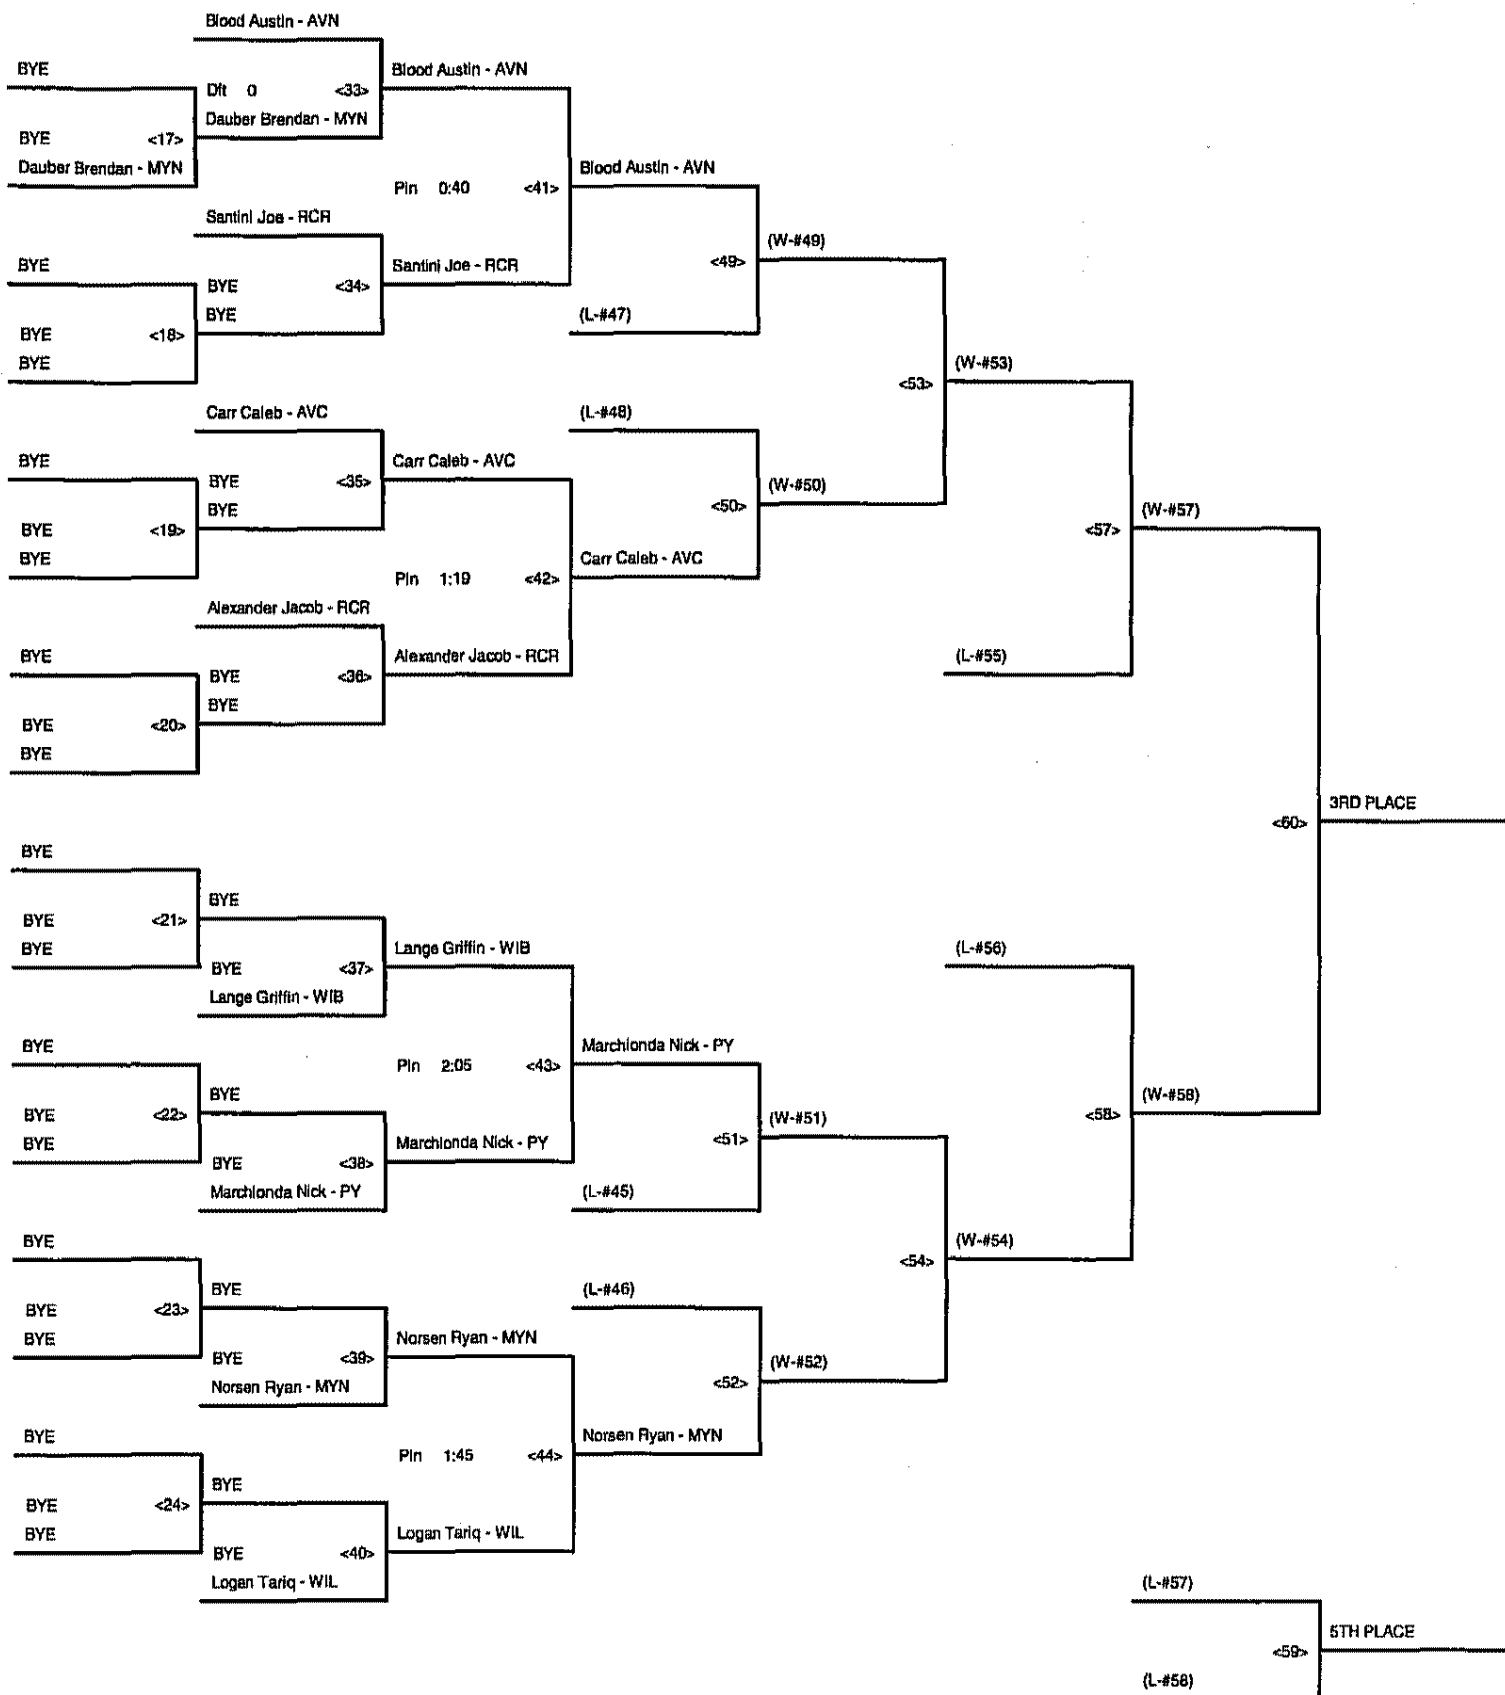 Blood Austin - AVN
BYE
Blood Austin - AVN
Dft 0 <33>
Dauber Brendan - MYN
BYE <17>
Dauber Brendan - MYN
Blood Austin - AVN
Pin 0:40 <41>
Santini Joe - RCR
(W-#49)
BYE
Santini Joe - RCR
<49>
BYE <34>
BYE
(L-#47)
BYE <18>
BYE
(W-#53)
<53>
Carr Caleb - AVC
(L-#48)
BYE
Carr Caleb - AVC
BYE <35>
(W-#50)
BYE
<50>
(W-#57)
BYE <19>
<57>
BYE
Carr Caleb - AVC
Pin 1:19 <42>
Alexander Jacob - RCR
BYE
Alexander Jacob - RCR
(L-#55)
BYE <36>
BYE
BYE <20>
BYE
3RD PLACE
<60>
BYE
BYE
BYE <21>
BYE
Lange Griffin - WIB
(L-#56)
BYE <37>
Lange Griffin - WIB
BYE
Marchionda Nick - PY
Pin 2:05 <43>
BYE
(W-#58)
BYE <22>
(W-#51)
<58>
BYE
Marchionda Nick - PY
<51>
BYE <38>
Marchionda Nick - PY
(L-#45)
BYE
(W-#54)
<54>
BYE
(L-#46)
BYE <23>
BYE
Norsen Ryan - MYN
BYE <39>
(W-#52)
Norsen Ryan - MYN
<52>
BYE
Norsen Ryan - MYN
Pin 1:45 <44>
BYE
BYE <24>
BYE
Logan Tariq - WIL
BYE <40>
Logan Tariq - WIL
(L-#57)
5TH PLACE
<59>
(L-#58)